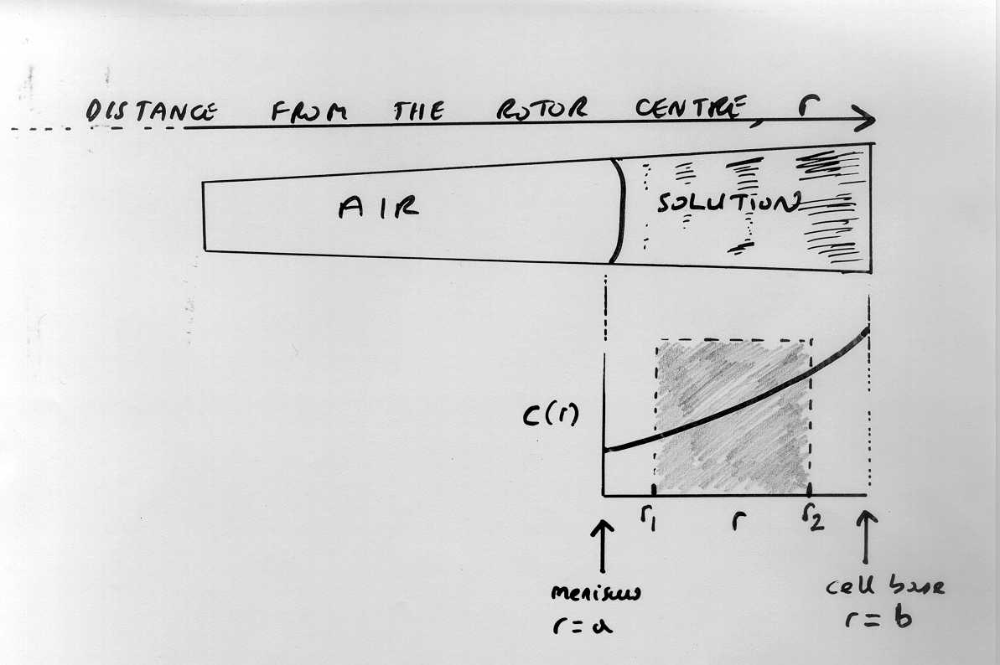 DISTANCE FROM THE ROTOR CENTRE, r
AIR
SOLUTION
C(r)
r1 r r2
meniscus
r=a
cell base
r=b